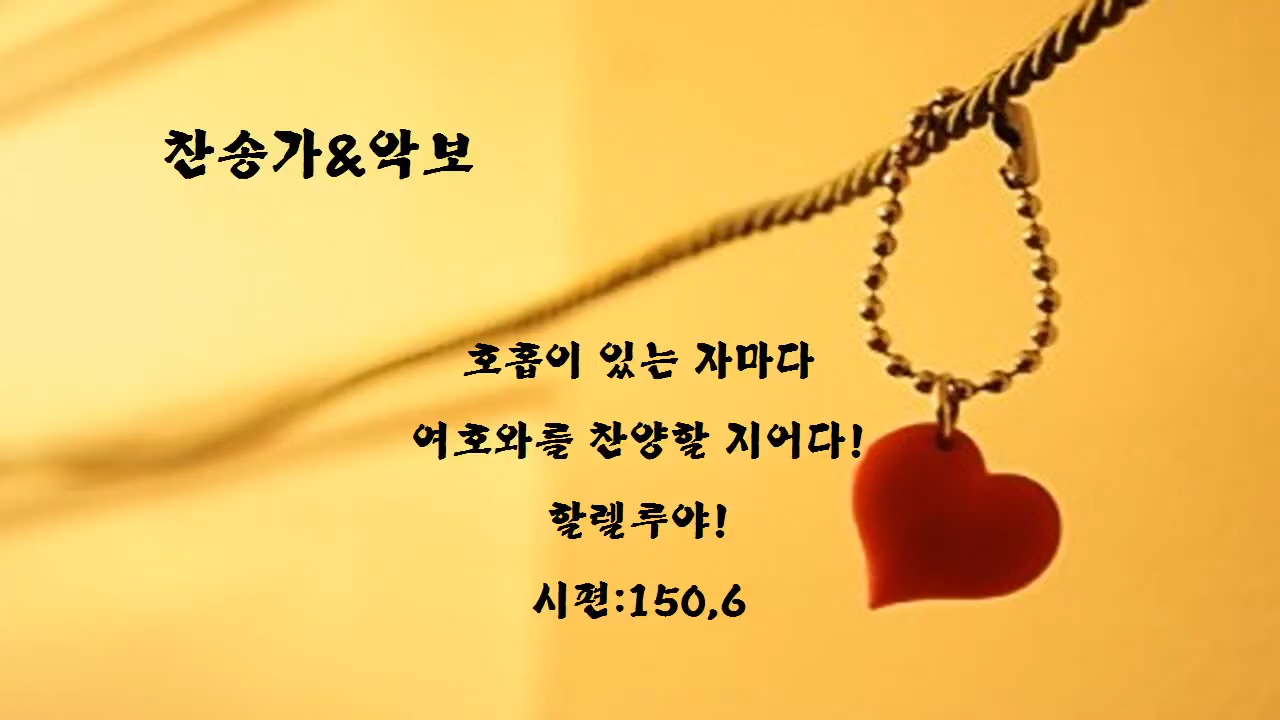 찬송가&악보
호흡이 있는 자마다
여호와를 찬양할 지어다!
할렐루야!
시편:150,6